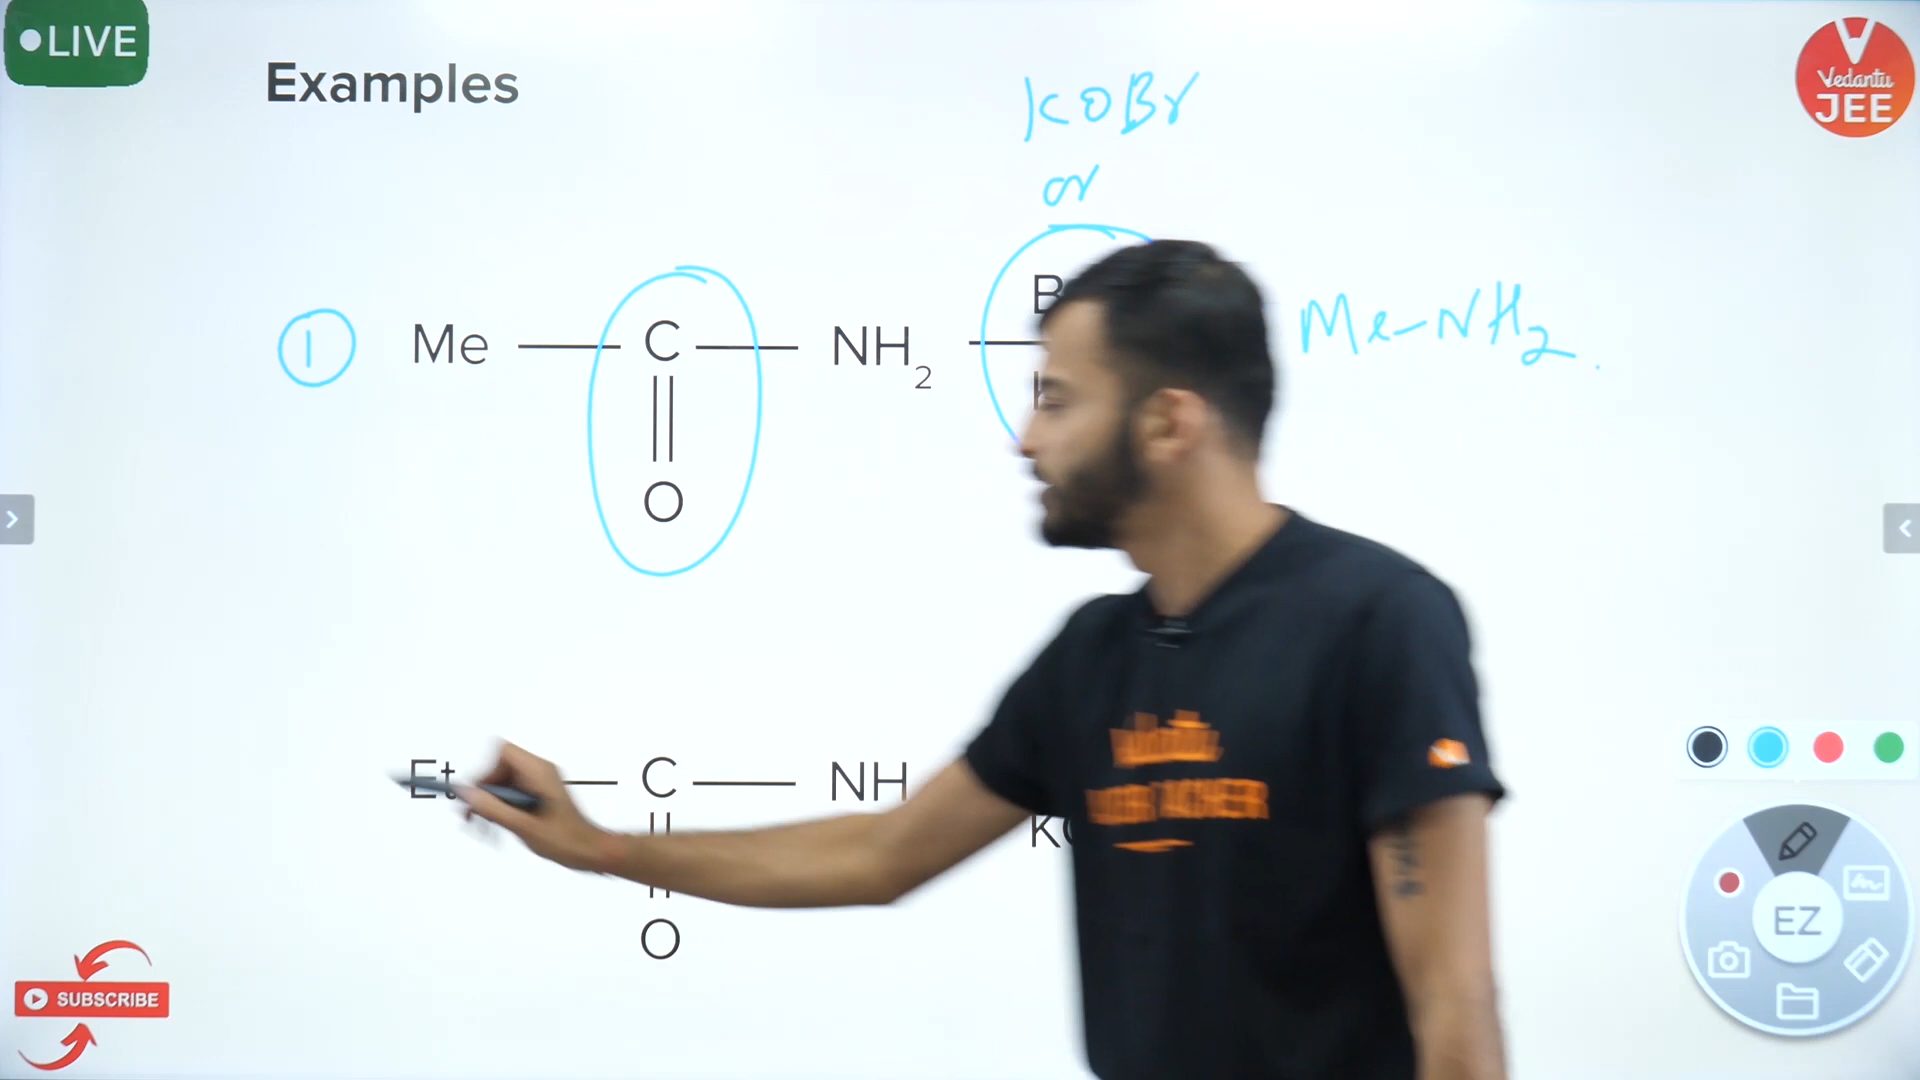 LIVE
Examples
KOBr
or
Vedantu
JEE
1 Me C NH2
O
Me-NH2.
Et C NH
O
EZ
SUBSCRIBE